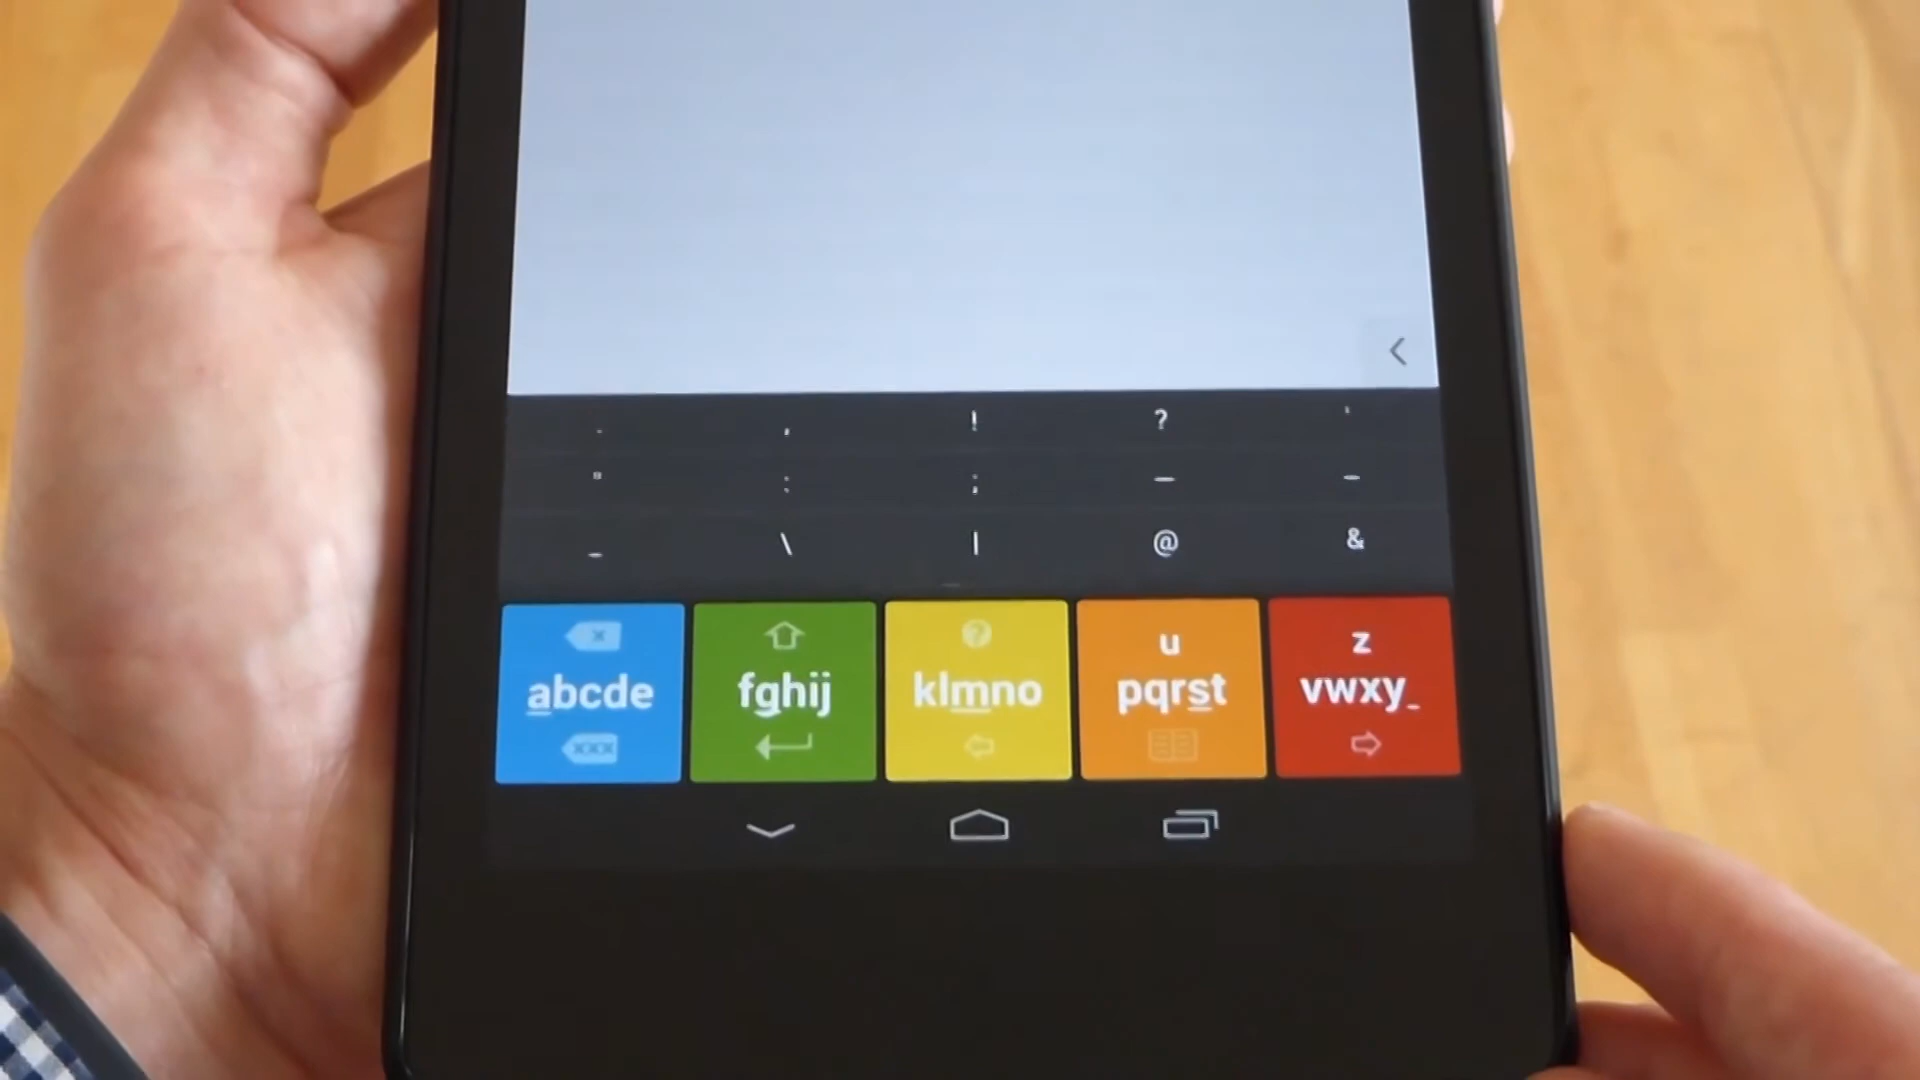 . , ! ? '
" : ; — –
_ \ | @ &
u z
abcde fghij klmno pqrst vwxy_